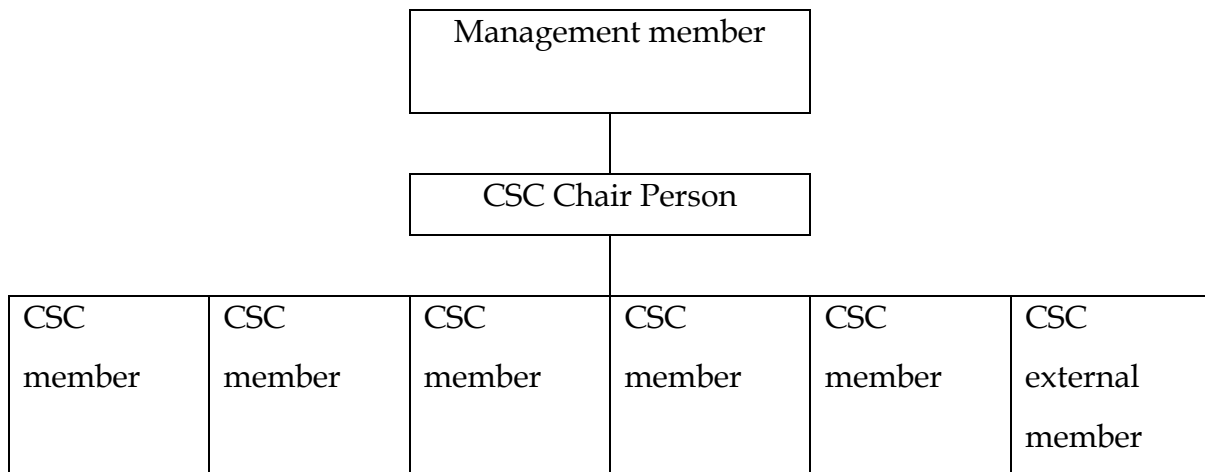 Management member
CSC Chair Person
CSC
member
CSC
member
CSC
member
CSC
member
CSC
member
CSC
external
member